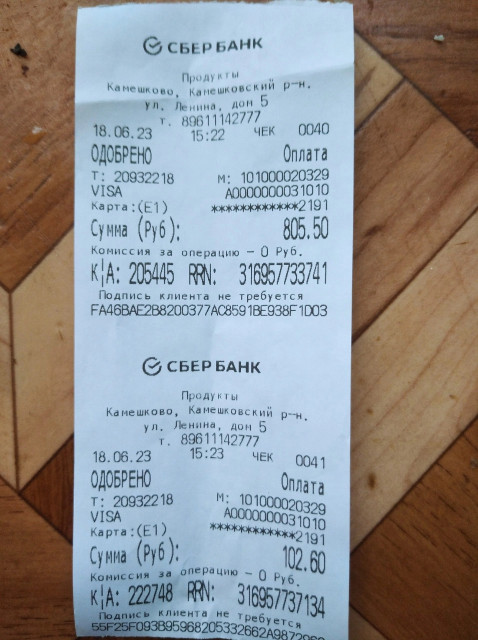 СБЕР БАНК
Продукты
Камешково, Камешковский р-н.
ул. Ленина, дом 5
т. 89611142777
18.06.23 15:22 ЧЕК 0040
ОДОБРЕНО Оплата
Т: 20932218 М: 101000020329
VISA A0000000031010
Карта:(E1) ************2191
Сумма (Руб): 805.50
Комиссия за операцию – 0 Руб.
К/А: 205445 RRN: 316957733741
Подпись клиента не требуется
FA46BAE2B8200377AC8591BE938F1D03
СБЕР БАНК
Продукты
Камешково, Камешковский р-н.
ул. Ленина, дом 5
т. 89611142777
18.06.23 15:23 ЧЕК 0041
ОДОБРЕНО Оплата
Т: 20932218 М: 101000020329
VISA A0000000031010
Карта:(E1) ************2191
Сумма (Руб): 102.60
Комиссия за операцию – 0 Руб.
К/А: 222748 RRN: 316957737134
Подпись клиента не требуется